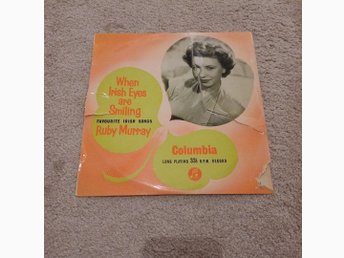 When
Irish Eyes
are
Smiling
FAVOURITE IRISH SONGS
Ruby Murray
Columbia
LONG PLAYING 33⅓ R.P.M. RECORD